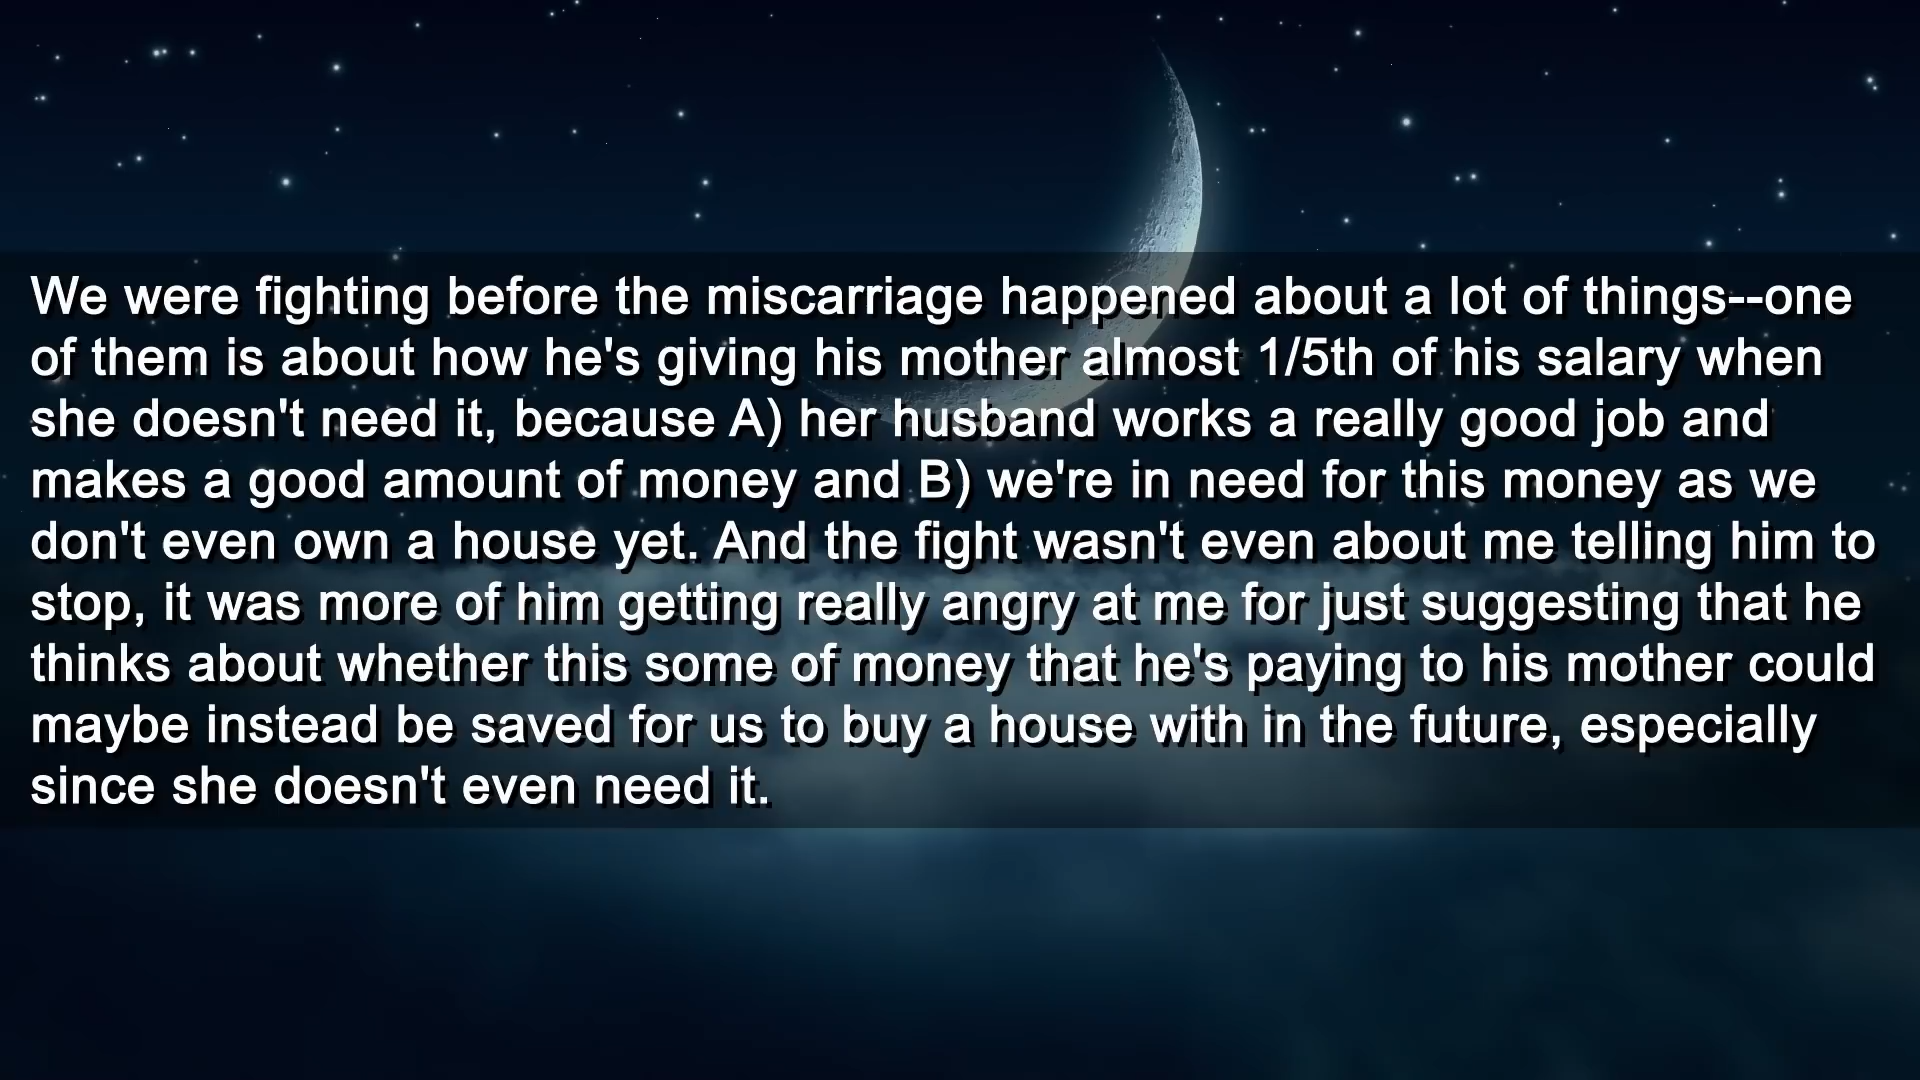 We were fighting before the miscarriage happened about a lot of things--one
of them is about how he's giving his mother almost 1/5th of his salary when
she doesn't need it, because A) her husband works a really good job and
makes a good amount of money and B) we're in need for this money as we
don't even own a house yet. And the fight wasn't even about me telling him to
stop, it was more of him getting really angry at me for just suggesting that he
thinks about whether this some of money that he's paying to his mother could
maybe instead be saved for us to buy a house with in the future, especially
since she doesn't even need it.